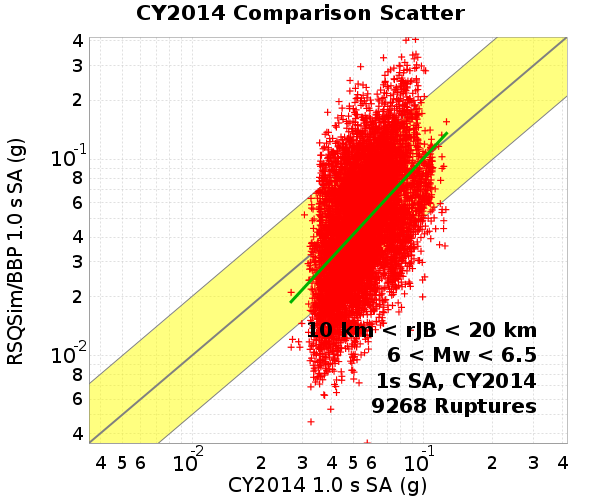 CY2014 Comparison Scatter
4
3
2
10-1
8
6
4
3
2
10-2
8
6
4
RSQSim/BBP 1.0 s SA (g)
10 km < rJB < 20 km
6 < Mw < 6.5
1s SA, CY2014
9268 Ruptures
4 5 6 10-2 2 3 4 5 6 10-1 2 3 4
CY2014 1.0 s SA (g)